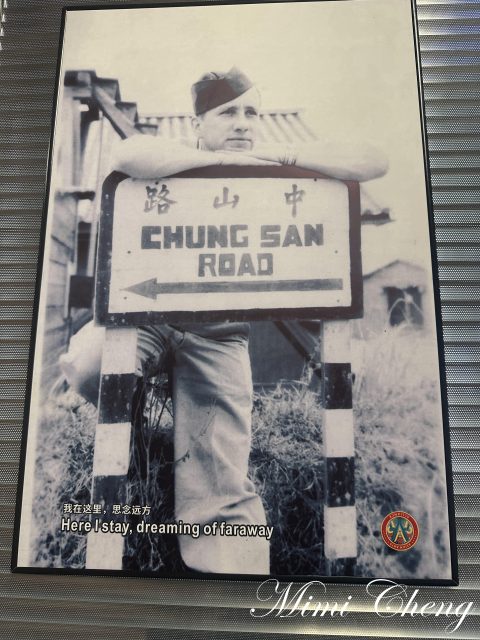 路 山 中
CHUNG SAN
ROAD
我在这里，思念远方
Here I stay, dreaming of faraway
Mimi Cheng